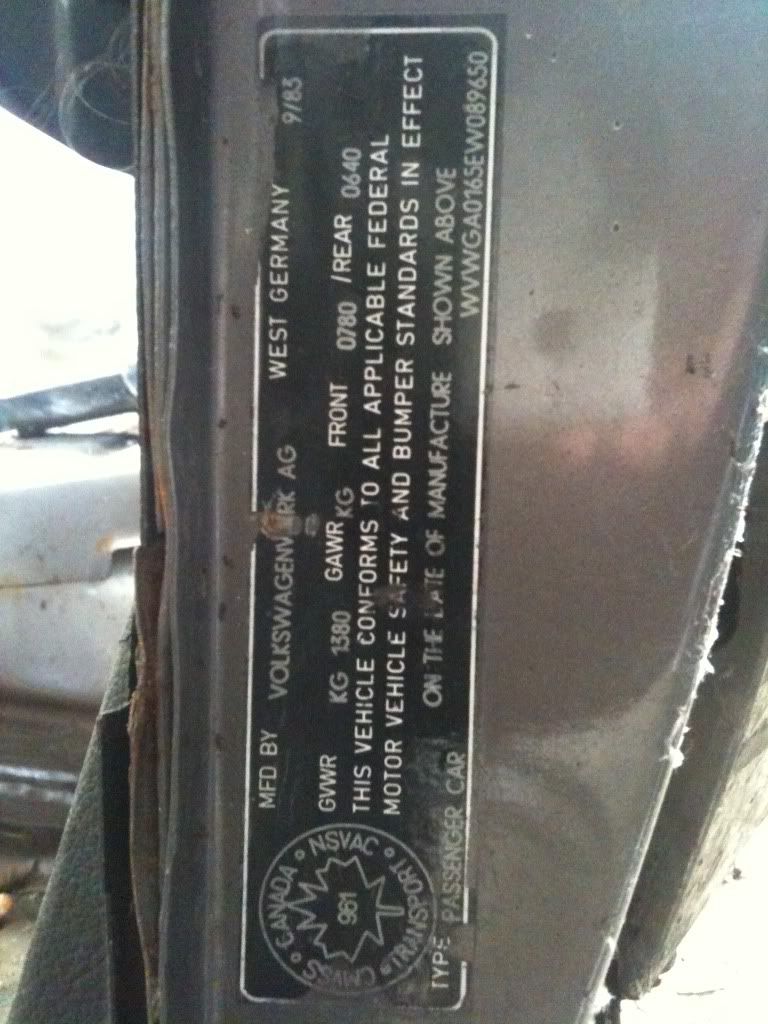 MFD BY VOLKSWAGENWERK AG WEST GERMANY 9/83
GVWR KG 1380 GAWR KG FRONT 0780 /REAR 0640
THIS VEHICLE CONFORMS TO ALL APPLICABLE FEDERAL
MOTOR VEHICLE SAFETY AND BUMPER STANDARDS IN EFFECT
ON THE DATE OF MANUFACTURE SHOWN ABOVE
TYPE PASSENGER CAR WVWGA0165EW089650
CANADA NSVAC
961
CMVSS TRANSPORT